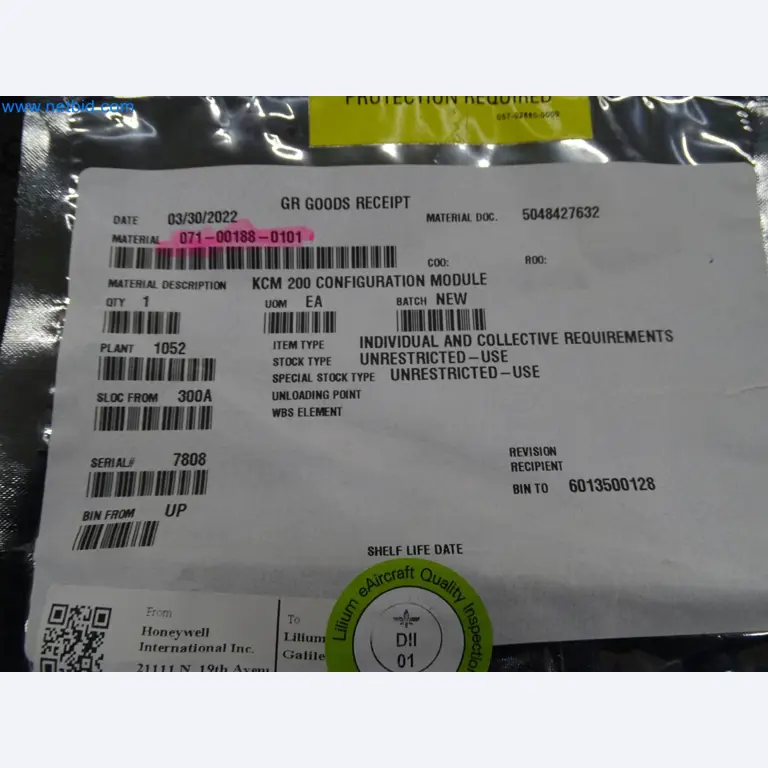 www.netbid.com
PROTECTION REQUIRED
GR GOODS RECEIPT
DATE 03/30/2022
MATERIAL DOC. 5048427632
MATERIAL 071-00188-0101
COO:
ROO:
MATERIAL DESCRIPTION KCM 200 CONFIGURATION MODULE
QTY 1
UOM EA
BATCH NEW
ITEM TYPE INDIVIDUAL AND COLLECTIVE REQUIREMENTS
PLANT 1052
STOCK TYPE UNRESTRICTED-USE
SPECIAL STOCK TYPE UNRESTRICTED-USE
SLOC FROM 300A
UNLOADING POINT
WBS ELEMENT
REVISION
RECIPIENT
SERIAL# 7808
BIN TO 6013500128
BIN FROM UP
SHELF LIFE DATE
Lilium eAircraft Quality Inspection
DII
01
From
Honeywell
International Inc.
21111 N. 19th Avenu
To
Lilium
Galile